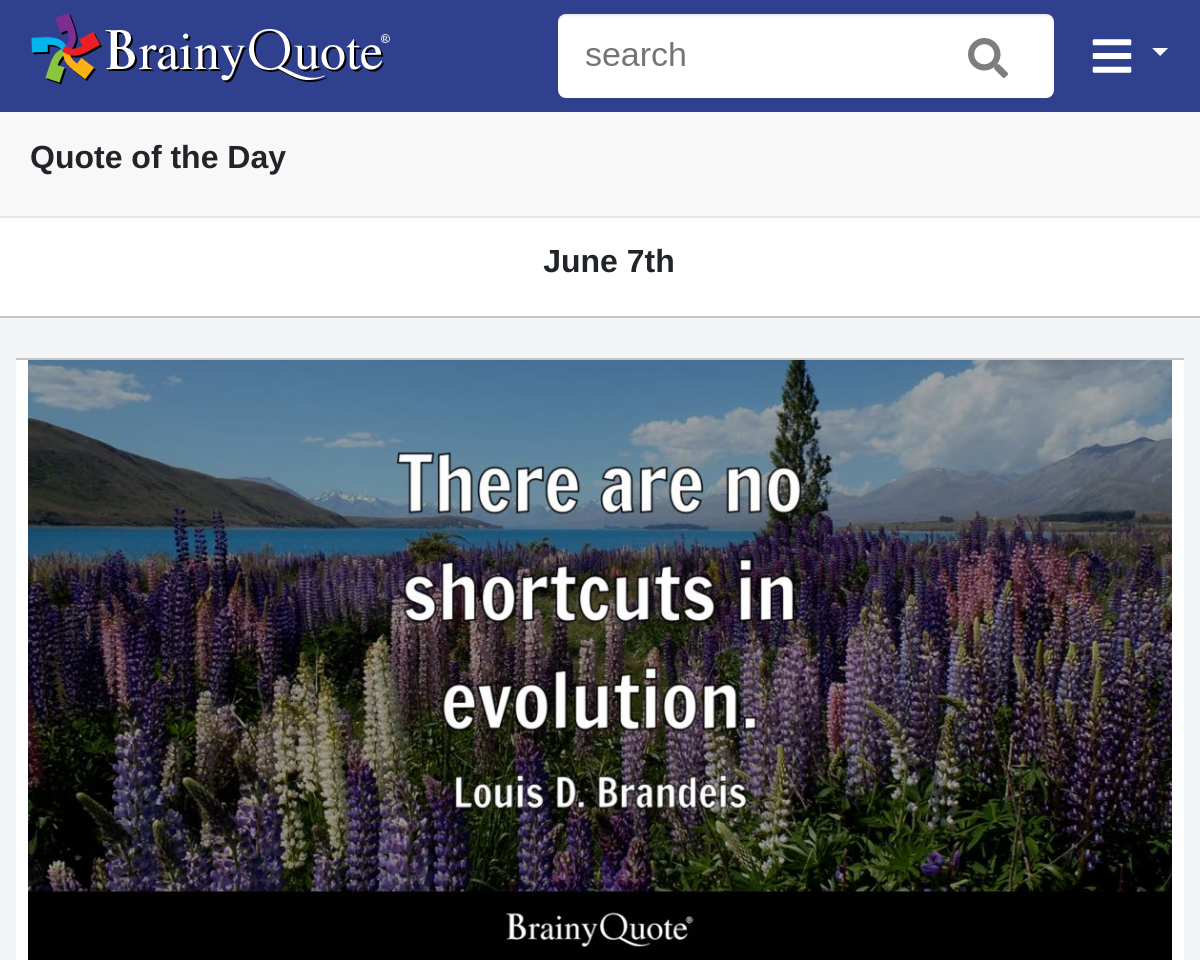 BrainyQuote®
search
Quote of the Day
June 7th
There are no
shortcuts in
evolution.
Louis D. Brandeis
BrainyQuote®